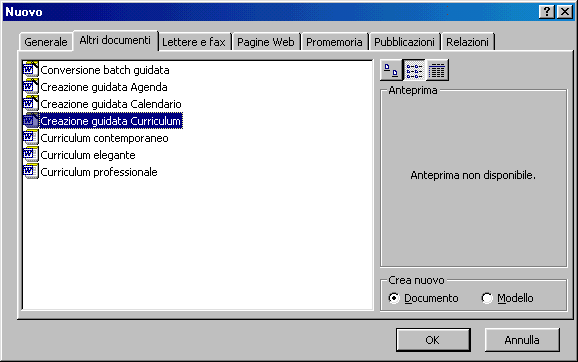 Nuovo
Generale Altri documenti Lettere e fax Pagine Web Promemoria Pubblicazioni Relazioni
Conversione batch guidata
Creazione guidata Agenda
Creazione guidata Calendario
Creazione guidata Curriculum
Curriculum contemporaneo
Curriculum elegante
Curriculum professionale
Anteprima
Anteprima non disponibile.
Crea nuovo
Documento Modello
OK Annulla